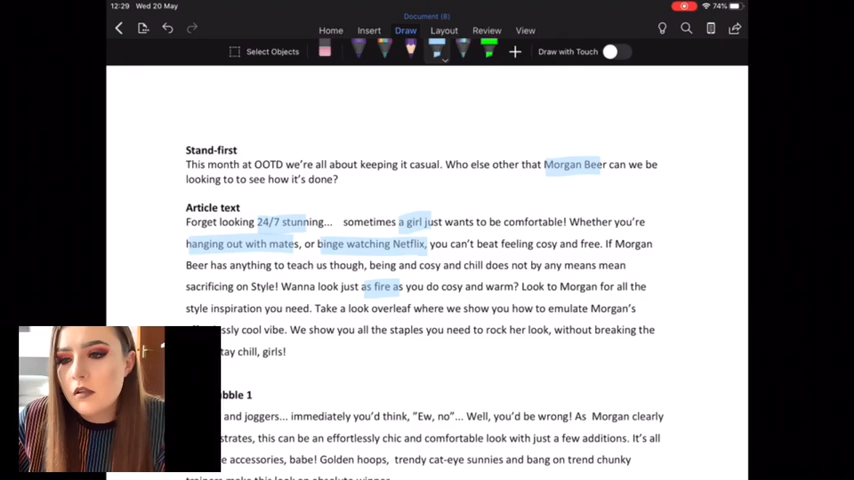 12:29 Wed 20 May
74%
Document (8)
Home Insert Draw Layout Review View
Select Objects
Draw with Touch
Stand-first
This month at OOTD we're all about keeping it casual. Who else other that Morgan Beer can we be
looking to to see how it's done?
Article text
Forget looking 24/7 stunning... sometimes a girl just wants to be comfortable! Whether you're
hanging out with mates, or binge watching Netflix, you can't beat feeling cosy and free. If Morgan
Beer has anything to teach us though, being and cosy and chill does not by any means mean
sacrificing on Style! Wanna look just as fire as you do cosy and warm? Look to Morgan for all the
style inspiration you need. Take a look overleaf where we show you how to emulate Morgan's
cool vibe. We show you all the staples you need to rock her look, without breaking the
chill, girls!
1
and joggers... immediately you'd think, "Ew, no"... Well, you'd be wrong! As Morgan clearly
this can be an effortlessly chic and comfortable look with just a few additions. It's all
accessories, babe! Golden hoops, trendy cat-eye sunnies and bang on trend chunky
trainers make this look an absolute winner.